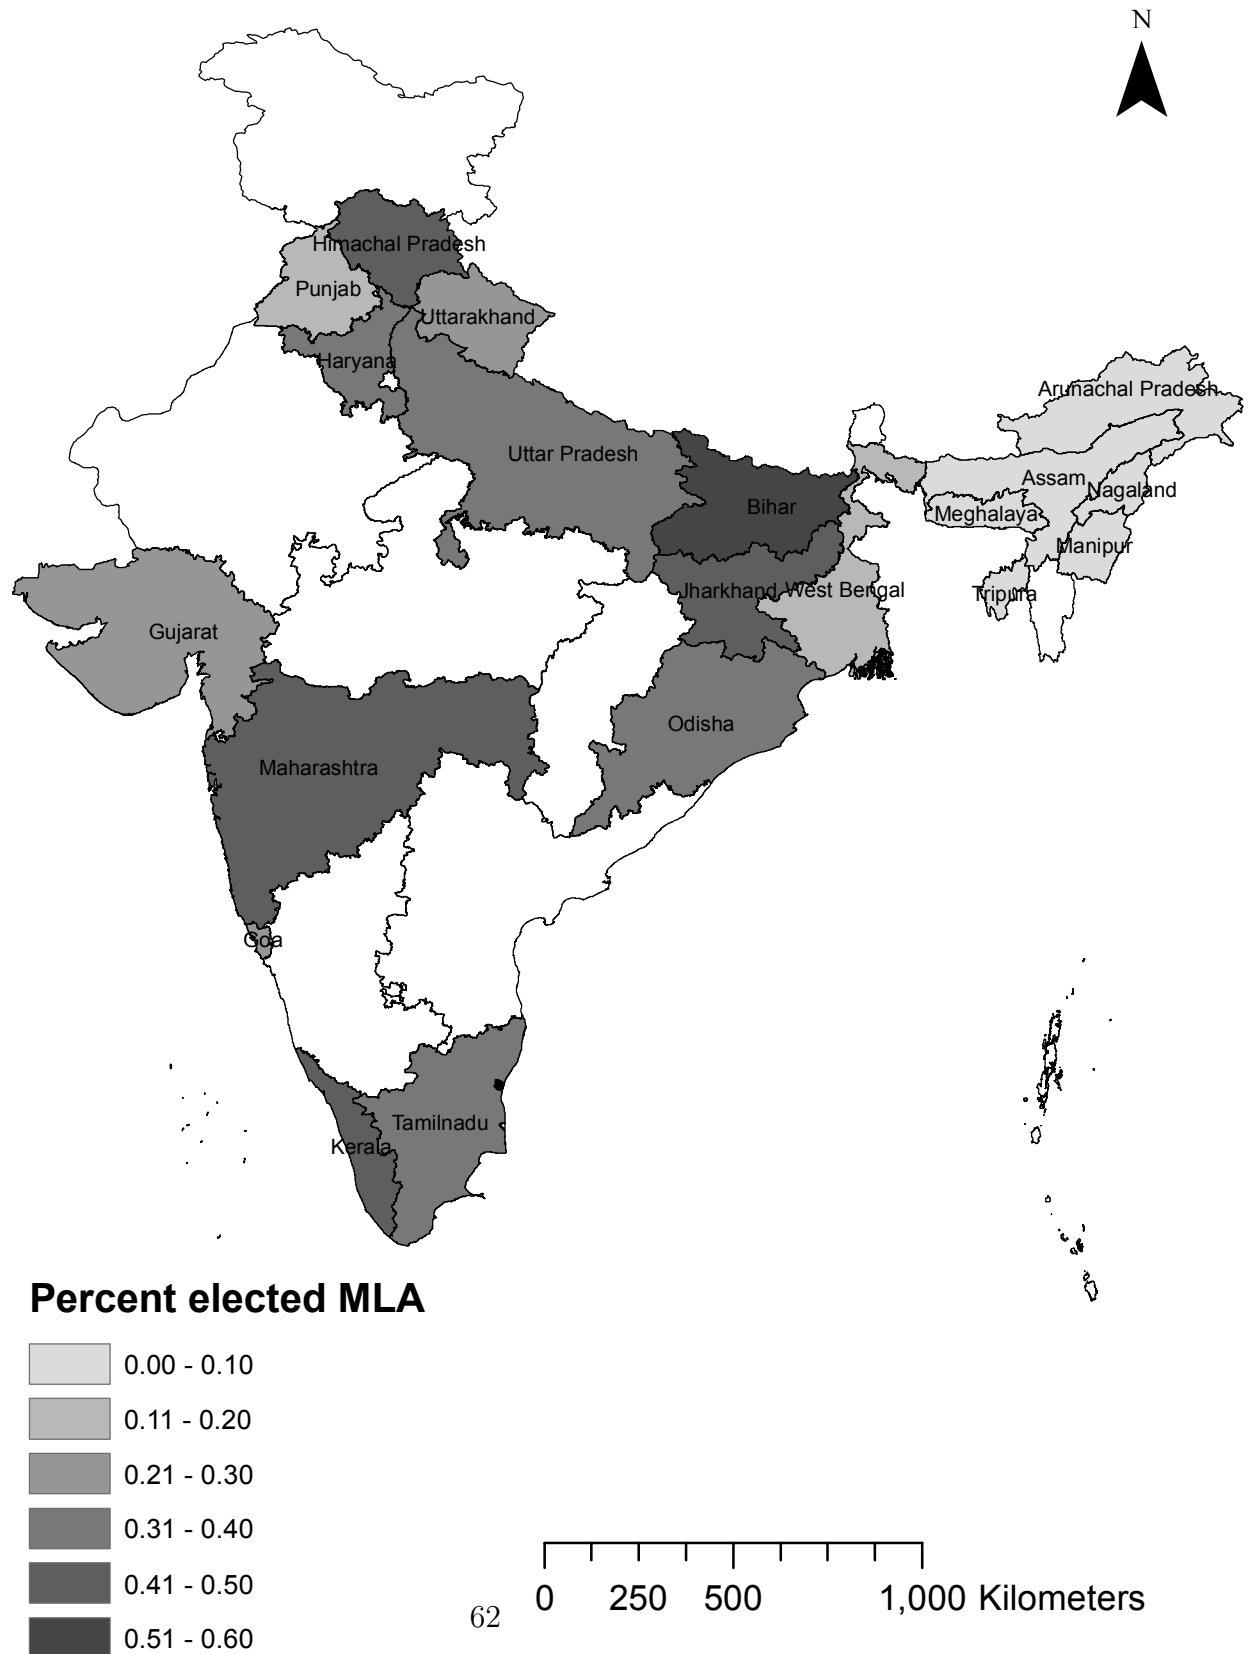 N
Himachal Pradesh
Punjab
Uttarakhand
Haryana
Arunachal Pradesh
Uttar Pradesh
Assam
Nagaland
Bihar
Meghalaya
Manipur
Jharkhand
West Bengal
Tripura
Gujarat
Odisha
Maharashtra
Goa
Tamilnadu
Kerala
Percent elected MLA
0.00 - 0.10
0.11 - 0.20
0.21 - 0.30
0.31 - 0.40
0.41 - 0.50
0.51 - 0.60
0 250 500 1,000 Kilometers
62